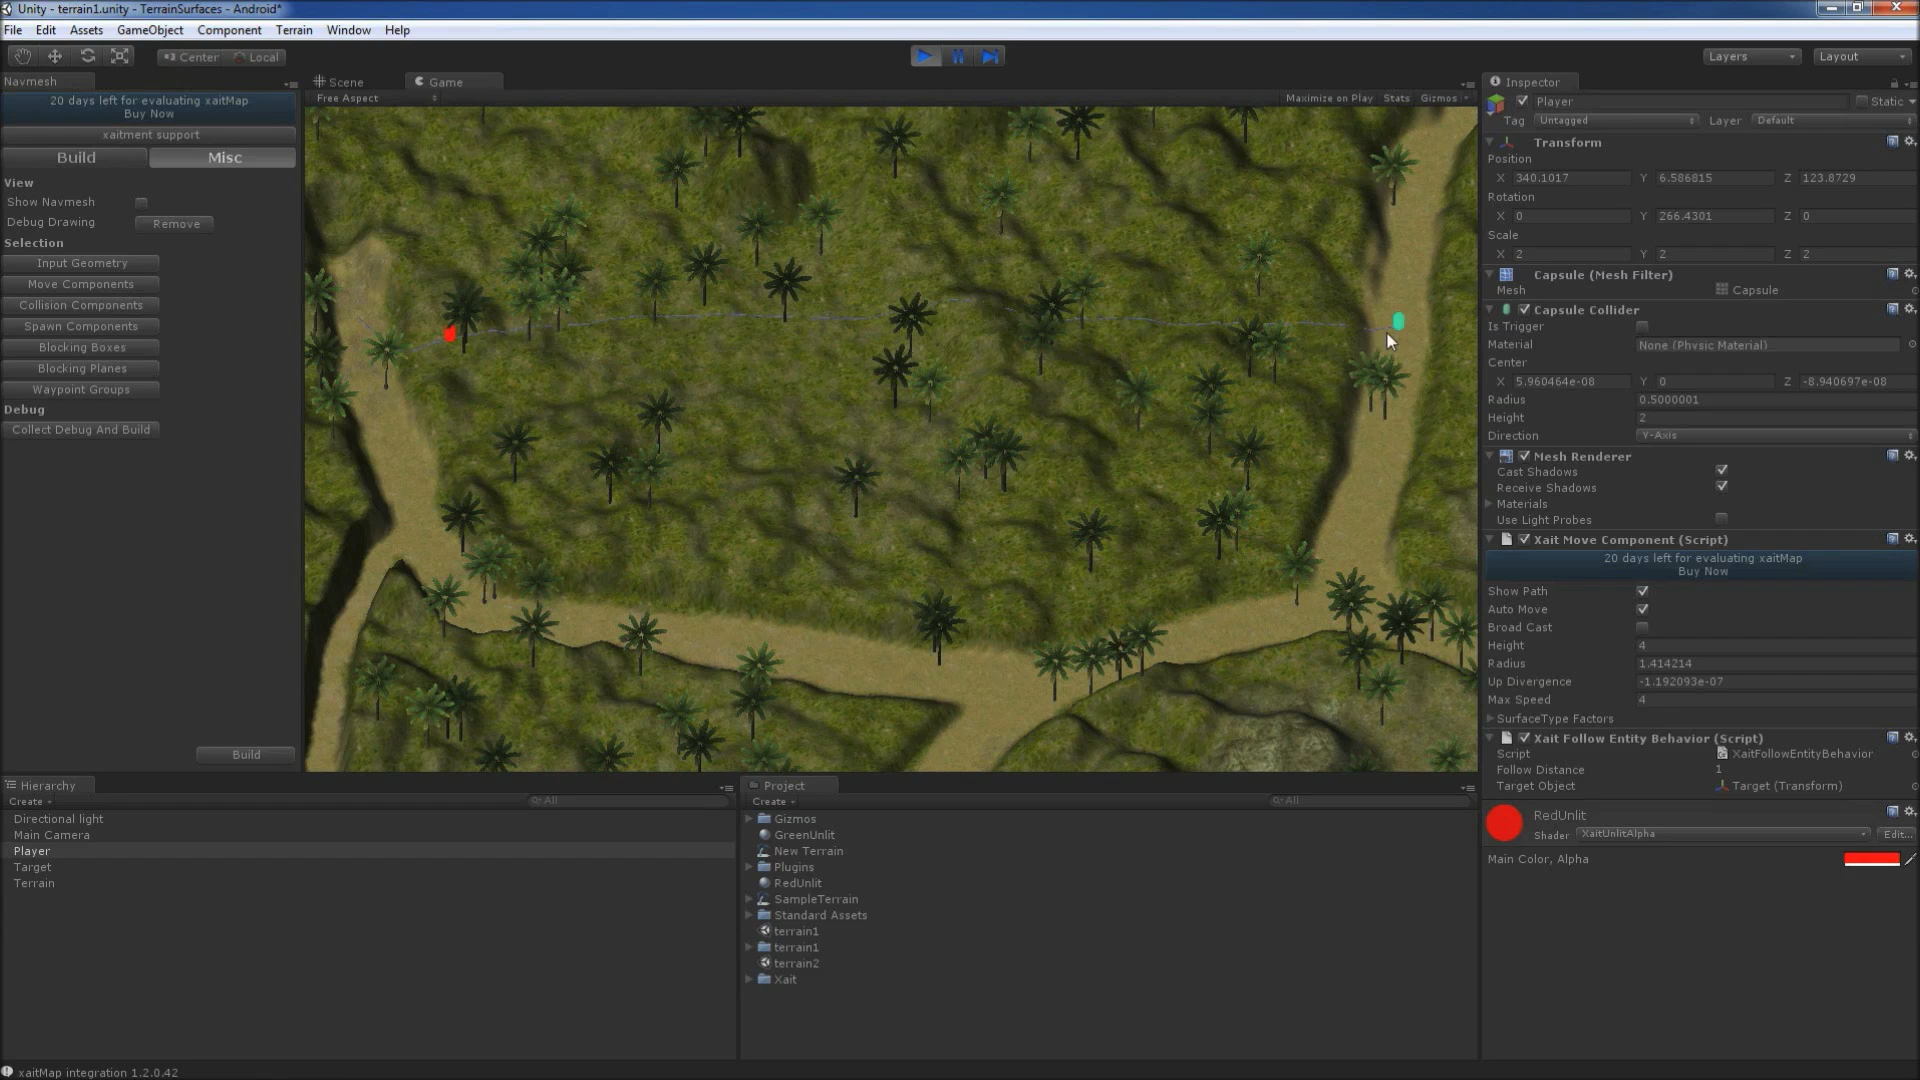 Unity - terrain1.unity - TerrainSurfaces - Android*
File Edit Assets GameObject Component Terrain Window Help
Center Local
Layers Layout
Navmesh
20 days left for evaluating xaitMap
Buy Now
xaitment support
Build Misc
View
Show Navmesh
Debug Drawing Remove
Selection
Input Geometry
Move Components
Collision Components
Spawn Components
Blocking Boxes
Blocking Planes
Waypoint Groups
Debug
Collect Debug And Build
Build
Scene Game
Free Aspect Maximize on Play Stats Gizmos
Inspector
Player Static
Tag Untagged Layer Default
Transform
Position
X 340.1017 Y 6.586815 Z 123.8729
Rotation
X 0 Y 266.4301 Z 0
Scale
X 2 Y 2 Z 2
Capsule (Mesh Filter)
Mesh Capsule
Capsule Collider
Is Trigger
Material None (Physic Material)
Center
X 5.960464e-08 Y 0 Z -8.940697e-08
Radius 0.5000001
Height 2
Direction Y-Axis
Mesh Renderer
Cast Shadows
Receive Shadows
Materials
Use Light Probes
Xait Move Component (Script)
20 days left for evaluating xaitMap
Buy Now
Show Path
Auto Move
Broad Cast
Height 4
Radius 1.414214
Up Divergence -1.192093e-07
Max Speed 4
SurfaceType Factors
Xait Follow Entity Behavior (Script)
Script XaitFollowEntityBehavior
Follow Distance 1
Target Object Target (Transform)
RedUnlit
Shader XaitUnlitAlpha Edit...
Main Color, Alpha
Hierarchy
Create All
Directional light
Main Camera
Player
Target
Terrain
Project
Create All
Gizmos
GreenUnlit
New Terrain
Plugins
RedUnlit
SampleTerrain
Standard Assets
terrain1
terrain1
terrain2
Xait
xaitMap integration 1.2.0.42